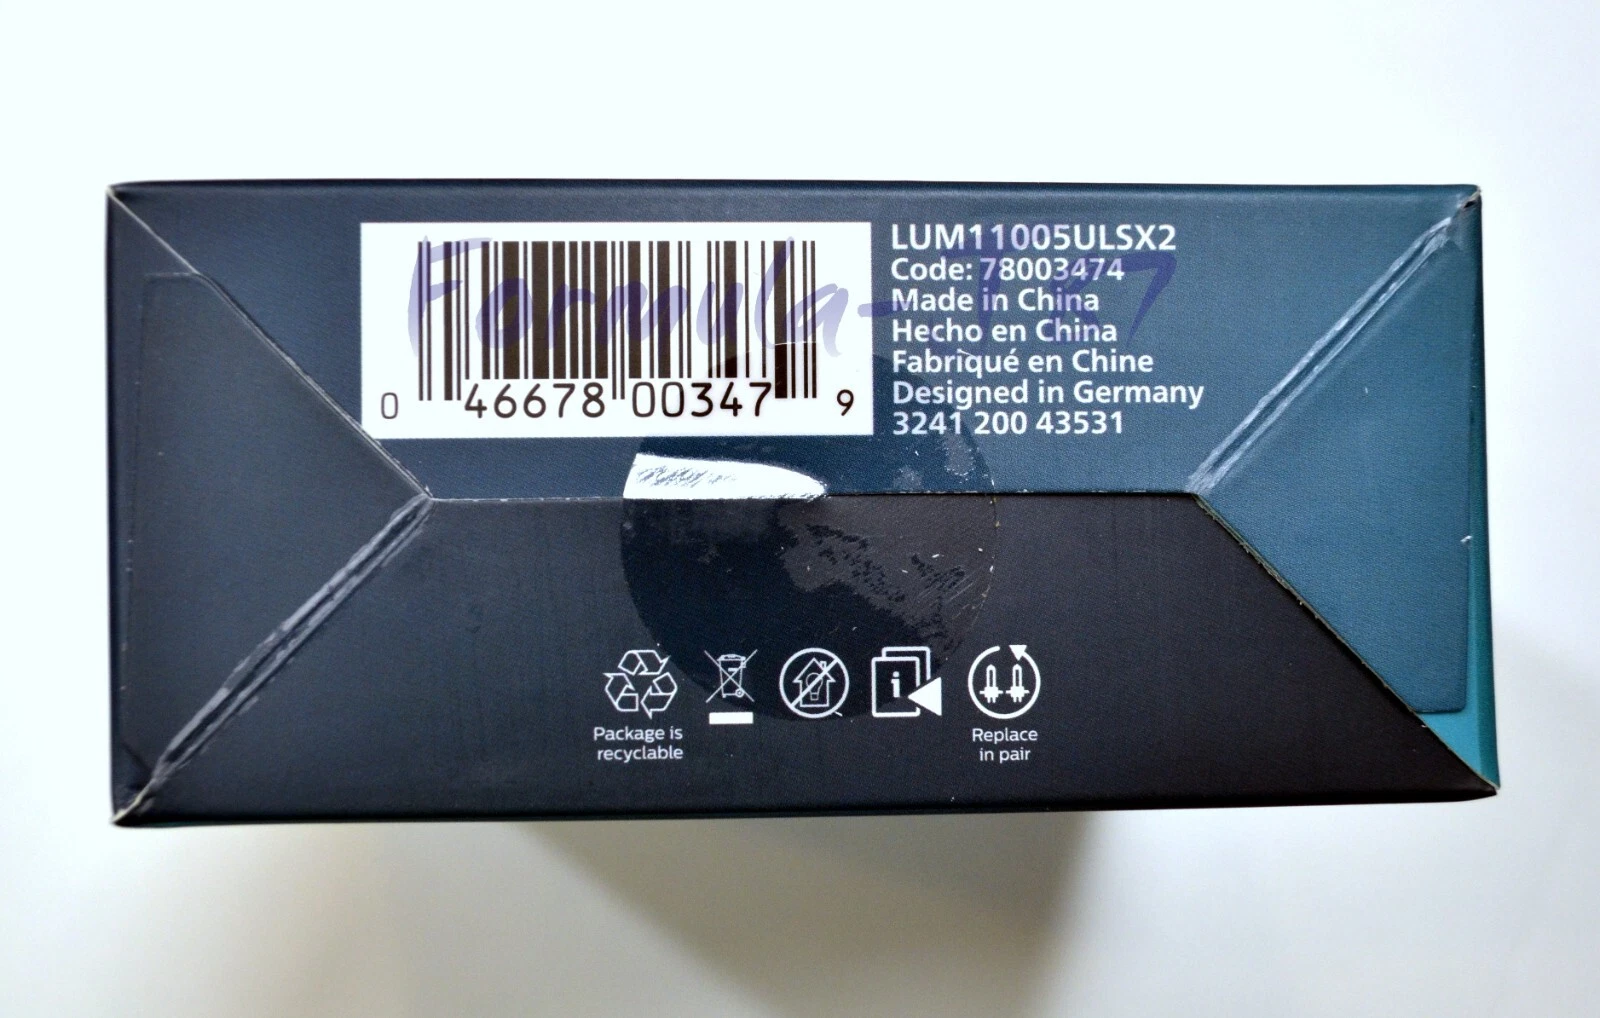 LUM11005ULSX2
Code: 78003474
Made in China
Hecho en China
Fabriqué en Chine
Designed in Germany
3241 200 43531
0 46678 00347 9
Formula-TR7
i
Package is
recyclable
Replace
in pair